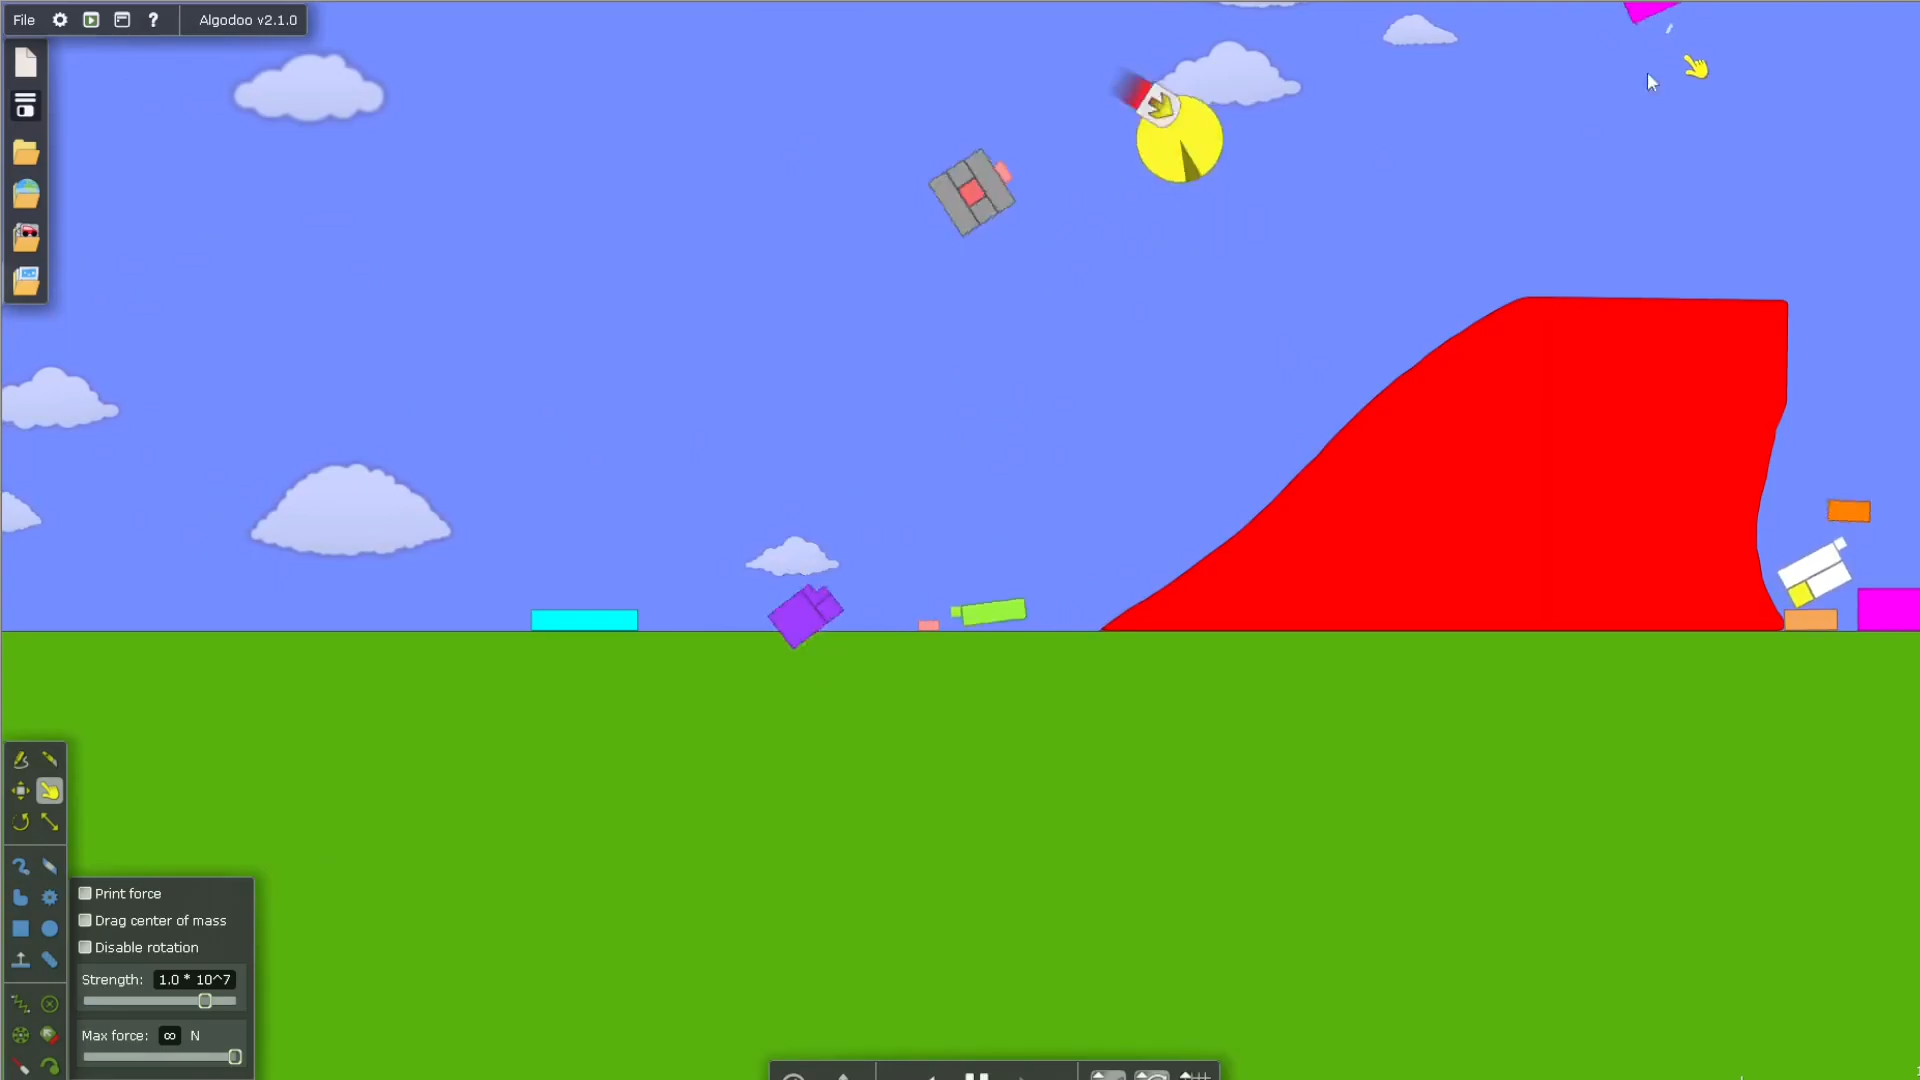 File ? Algodoo v2.1.0
Print force
Drag center of mass
Disable rotation
Strength: 1.0 * 10^7
Max force: ∞ N